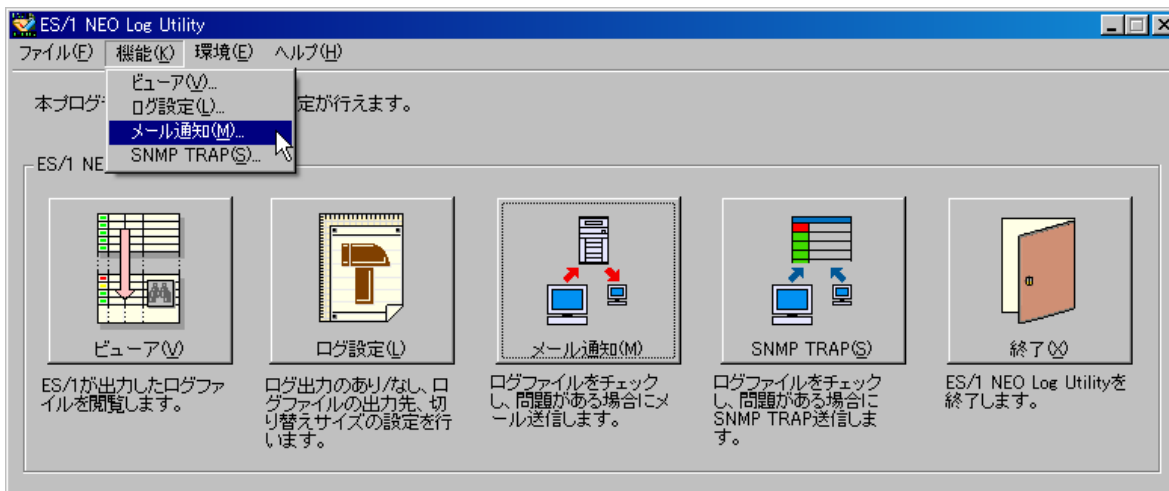 ES/1 NEO Log Utility
ファイル(F) 機能(K) 環境(E) ヘルプ(H)
ビューア(V)...
ログ設定(L)...
メール通知(M)...
SNMP TRAP(S)...
本プログ
定が行えます。
ES/1 NE
ビューア(V)
ログ設定(L)
メール通知(M)
SNMP TRAP(S)
終了(X)
ES/1が出力したログファ
イルを閲覧します。
ログ出力のあり/なし、ロ
グファイルの出力先、切
り替えサイズの設定を行
います。
ログファイルをチェック
し、問題がある場合にメ
ール送信します。
ログファイルをチェック
し、問題がある場合に
SNMP TRAP送信しま
す。
ES/1 NEO Log Utilityを
終了します。